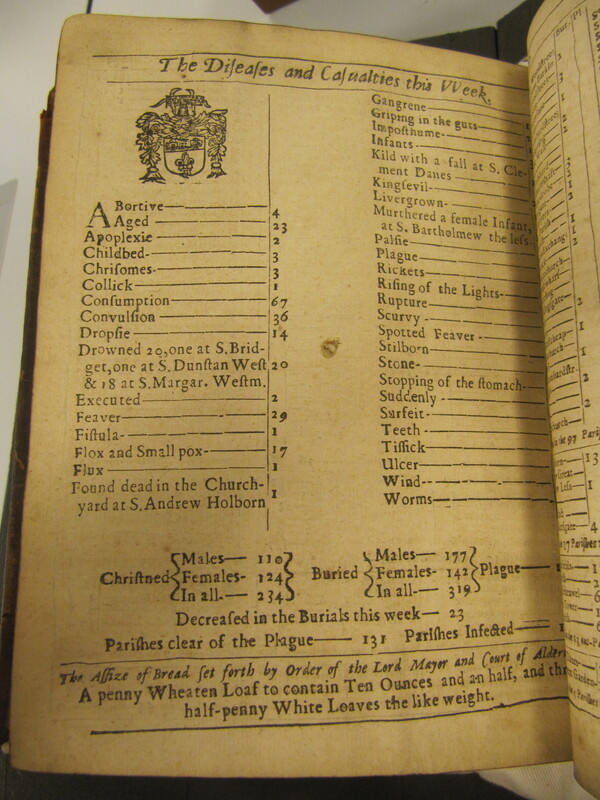 The Diſeaſes and Caſualties this VVeek.
ABortive— 4
Aged— 23
Apoplexie— 2
Childbed— 3
Chriſomes— 3
Collick— 1
Conſumption— 67
Convulſion— 36
Dropſie— 14
Drowned 20, one at S. Brid-
get, one at S. Dunſtan Weſt 20
& 18 at S. Margar. Weſtm.
Executed— 2
Feaver— 29
Fiſtula— 1
Flox and Small pox— 17
Flux— 1
Found dead in the Church-
yard at S. Andrew Holborn 1
Gangrene—
Griping in the guts—
Impoſthume—
Infants—
Kild with a fall at S. Cle-
ment Danes—
Kingſevil—
Livergrown—
Murthered a female Infant,
at S. Bartholmew the leſs
Palſie—
Plague—
Rickets—
Riſing of the Lights—
Rupture—
Scurvy—
Spotted Feaver—
Stilborn—
Stone—
Stopping of the ſtomach—
Suddenly—
Surfeit—
Teeth—
Tiſſick—
Ulcer—
Wind—
Worms—
Chriſtned Males— 110 Females— 124 In all— 234 Buried Males— 177 Females— 142 In all— 319 Plague—
Decreaſed in the Burials this week— 23
Pariſhes clear of the Plague— 131 Pariſhes Infected—
The Aſſize of Bread ſet forth by Order of the Lord Mayor and Court of
A penny Wheaten Loaf to contain Ten Ounces and an half, and
half-penny White Loaves the like weight.